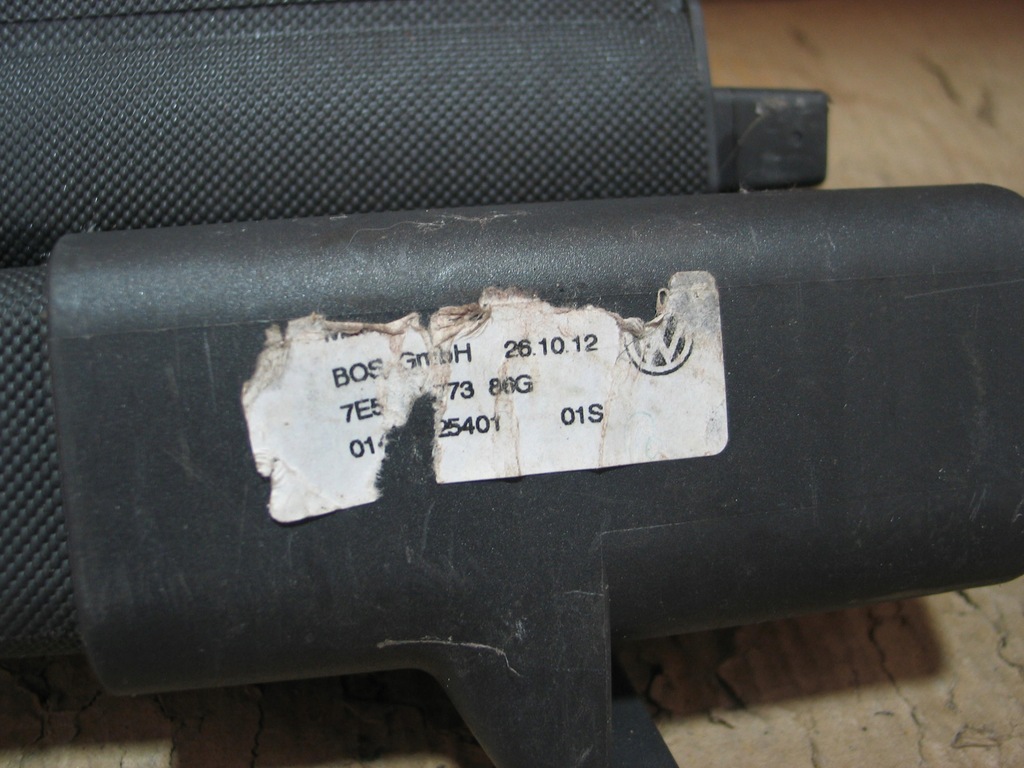 BOS GmbH 26.10.12
7E5 73 86G
01 25401 01S